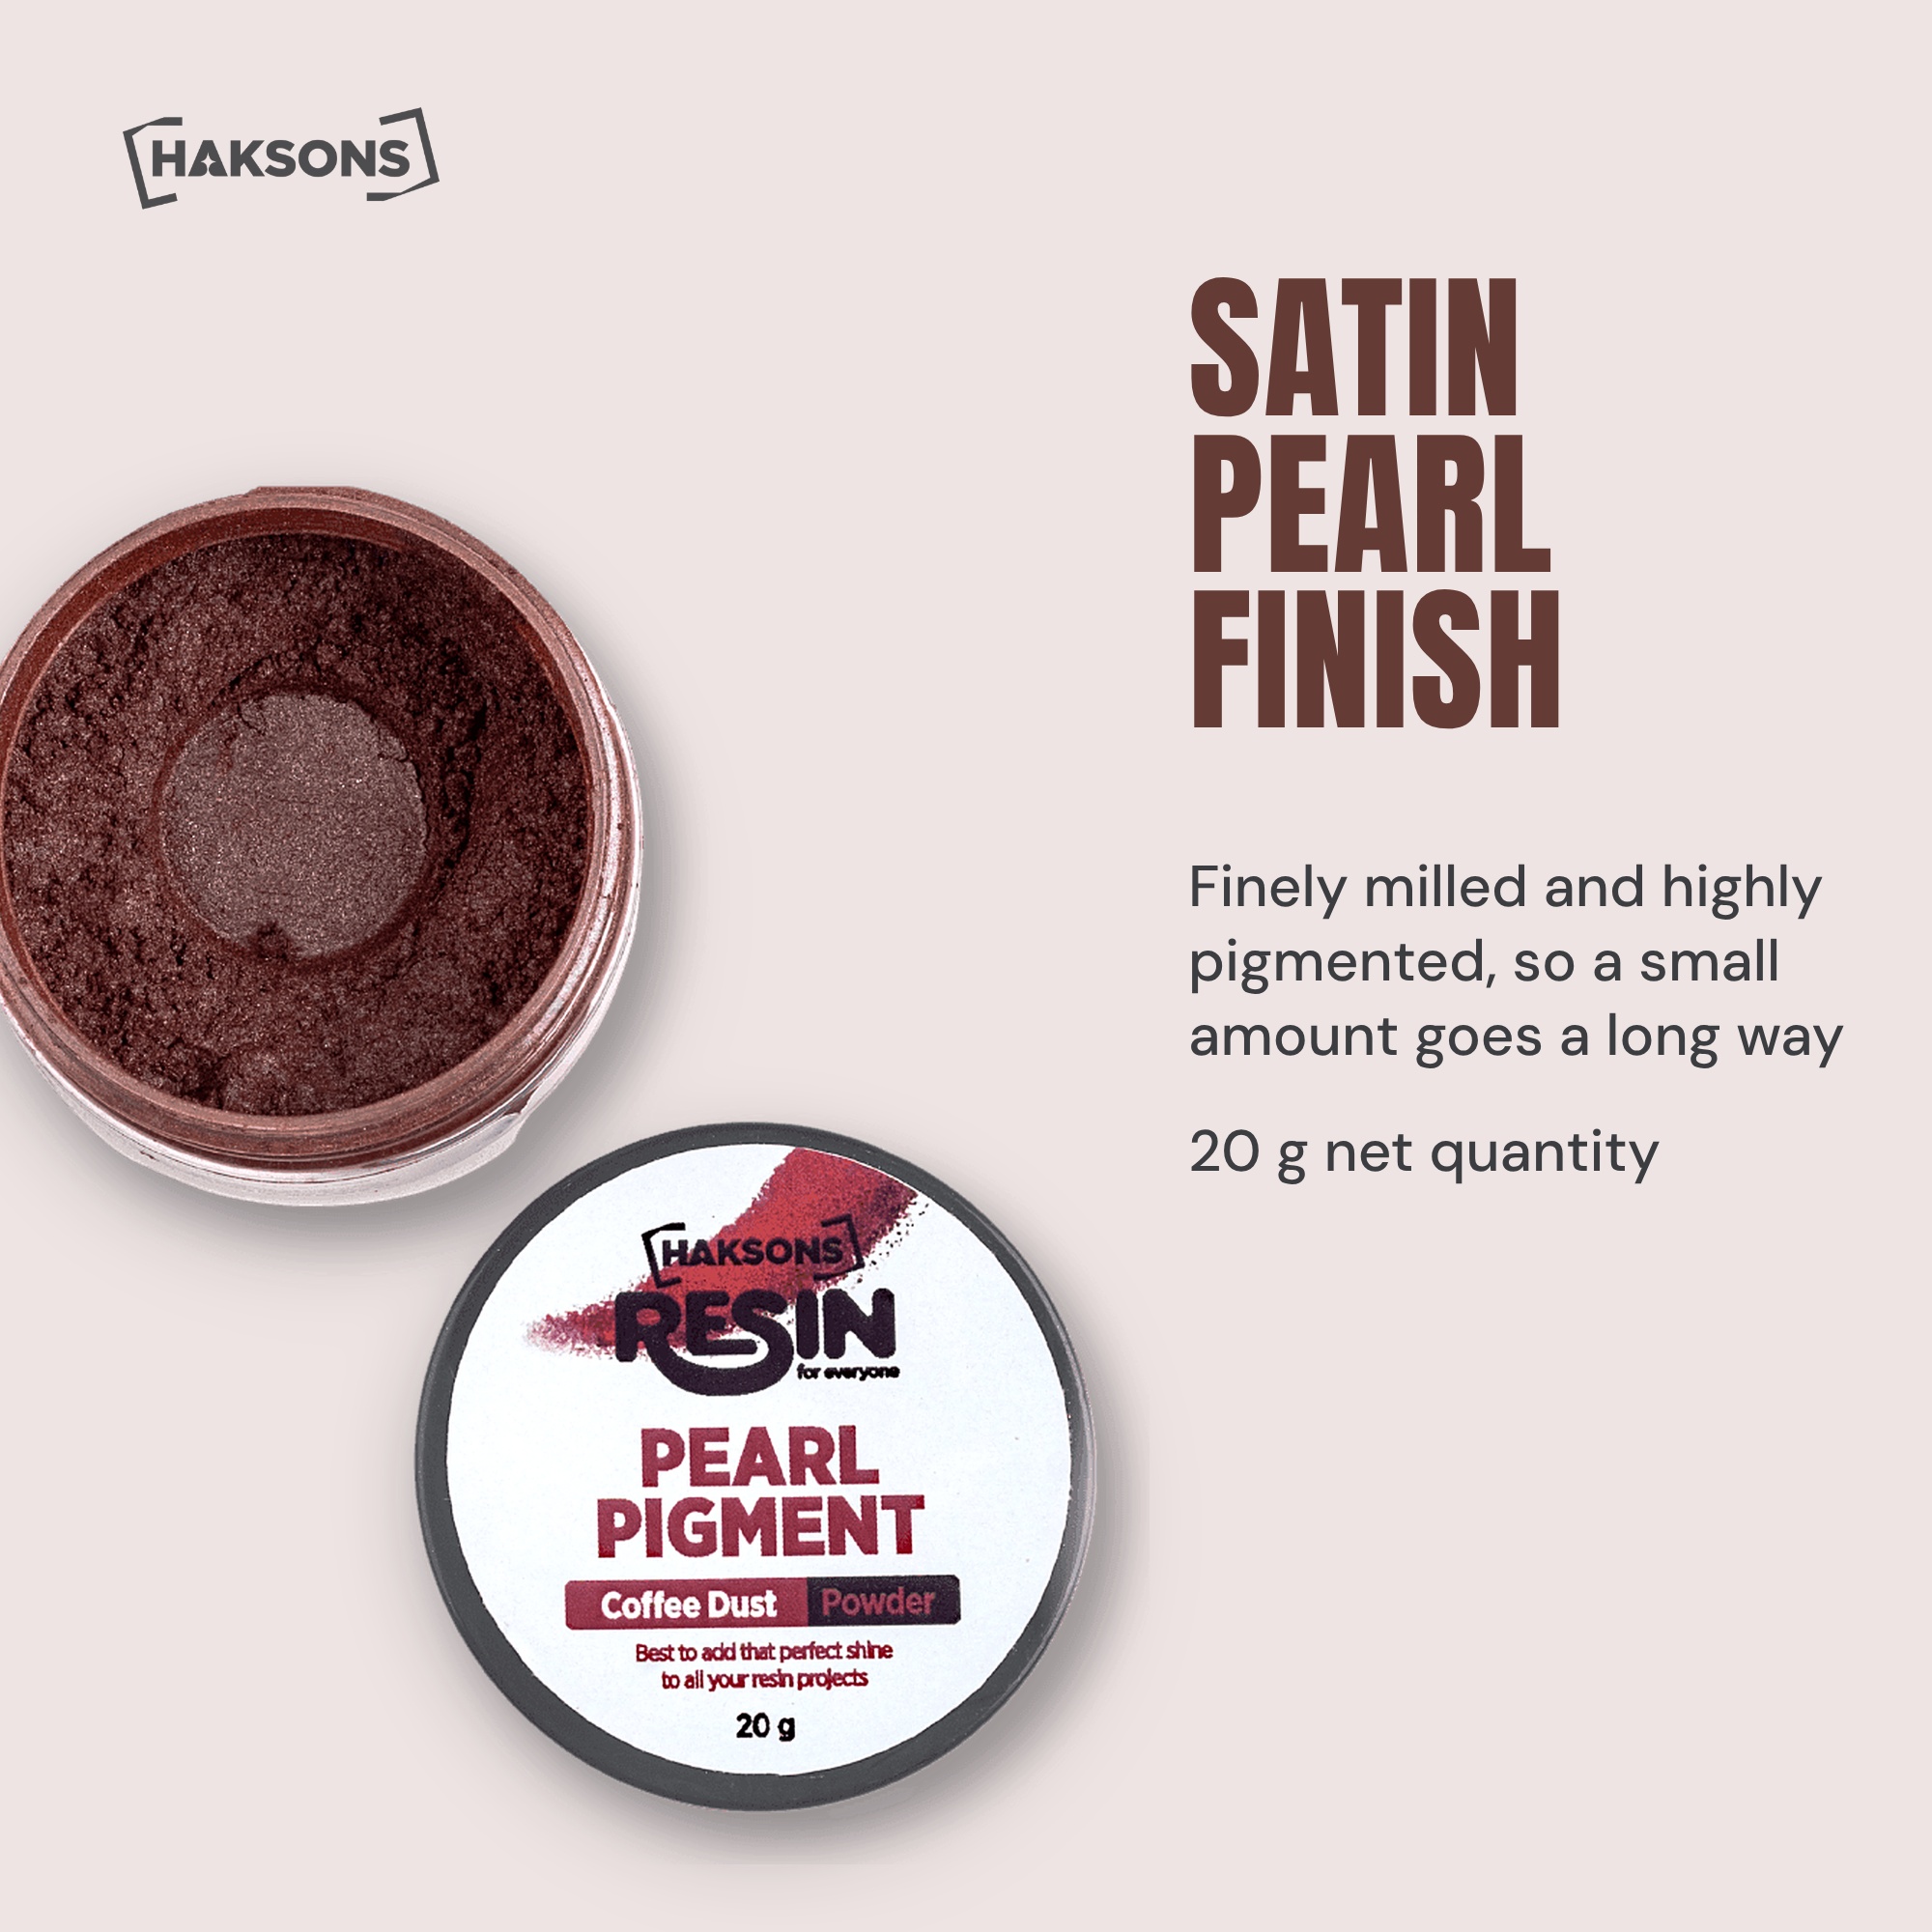 HAKSONS
SATIN
PEARL
FINISH
Finely milled and highly
pigmented, so a small
amount goes a long way
20 g net quantity
HAKSONS
RESIN
for everyone
PEARL
PIGMENT
Coffee Dust Powder
Best to add that perfect shine
to all your resin projects
20 g